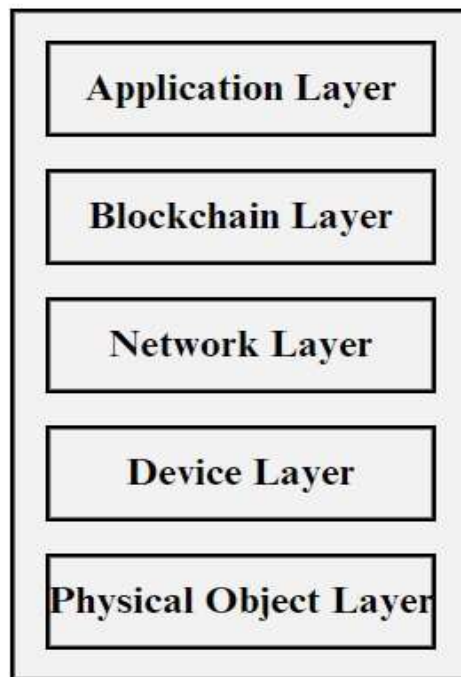 Application Layer
Blockchain Layer
Network Layer
Device Layer
Physical Object Layer